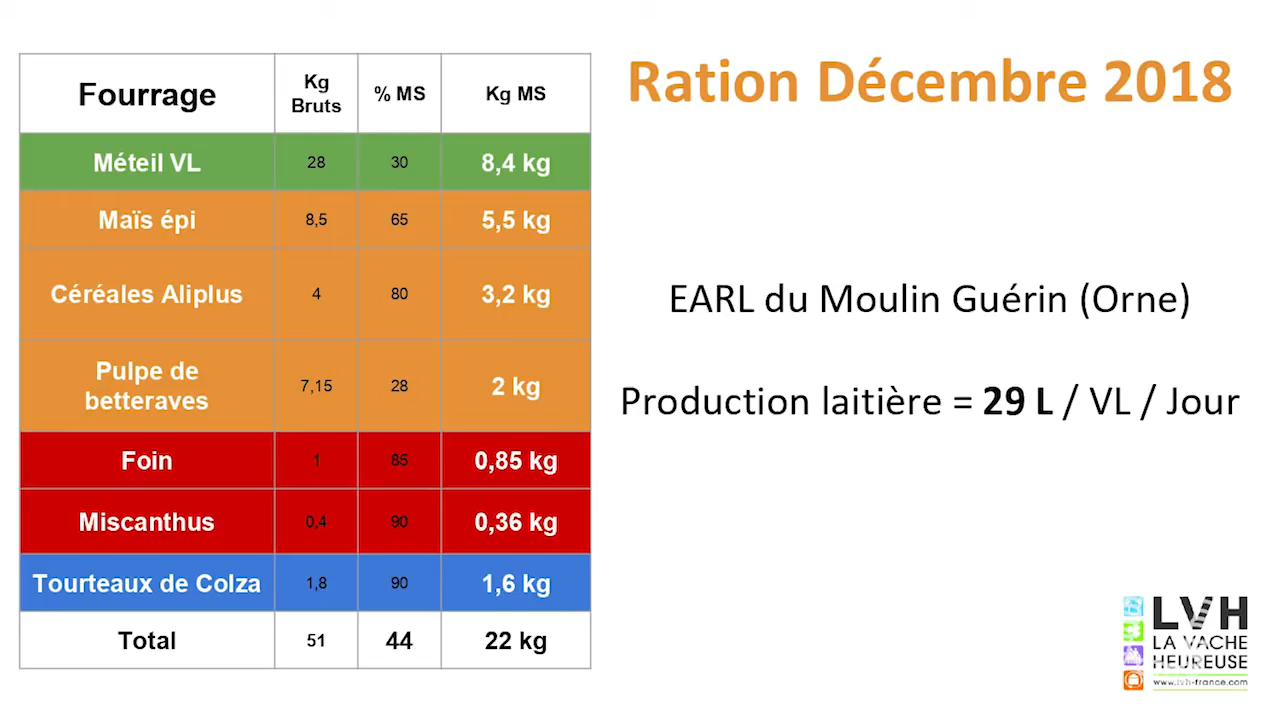 Ration Décembre 2018
Fourrage | Kg Bruts | % MS | Kg MS
Méteil VL | 28 | 30 | 8,4 kg
Maïs épi | 8,5 | 65 | 5,5 kg
Céréales Aliplus | 4 | 80 | 3,2 kg
Pulpe de betteraves | 7,15 | 28 | 2 kg
Foin | 1 | 85 | 0,85 kg
Miscanthus | 0,4 | 90 | 0,36 kg
Tourteaux de Colza | 1,8 | 90 | 1,6 kg
Total | 51 | 44 | 22 kg
EARL du Moulin Guérin (Orne)
Production laitière = 29 L / VL / Jour
LVH
LA VACHE
HEUREUSE
www.lvh-france.com